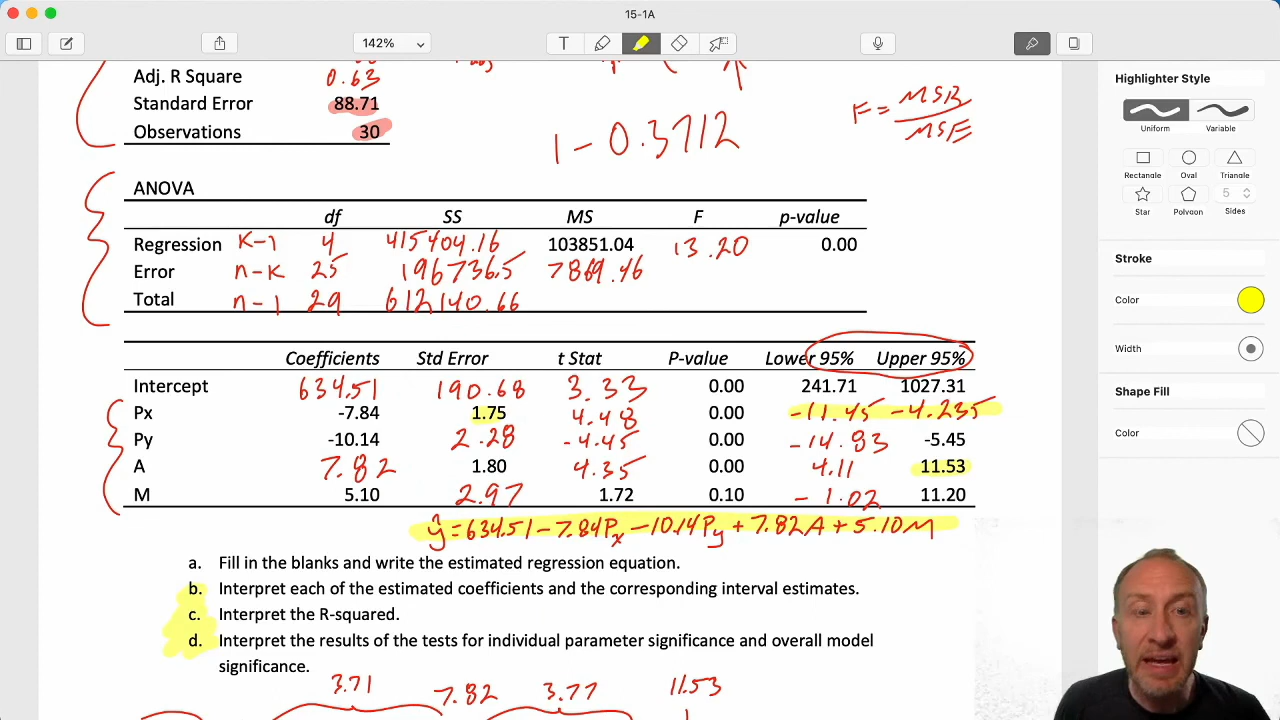 15-1A
142%
T
Adj. R Square 0.63
Standard Error 88.71
Observations 30
1 - 0.3712
F = MSR / MSE
ANOVA
df SS MS F p-value
Regression K-1 4 415404.16 103851.04 13.20 0.00
Error n-K 25 196736.5 7869.46
Total n-1 29 612140.66
Coefficients Std Error t Stat P-value Lower 95% Upper 95%
Intercept 634.51 190.68 3.33 0.00 241.71 1027.31
Px -7.84 1.75 4.48 0.00 -11.45 -4.235
Py -10.14 2.28 -4.45 0.00 -14.83 -5.45
A 7.82 1.80 4.35 0.00 4.11 11.53
M 5.10 2.97 1.72 0.10 -1.02 11.20
ŷ = 634.51 - 7.84Px - 10.14Py + 7.82A + 5.10M
a. Fill in the blanks and write the estimated regression equation.
b. Interpret each of the estimated coefficients and the corresponding interval estimates.
c. Interpret the R-squared.
d. Interpret the results of the tests for individual parameter significance and overall model
significance.
3.71 7.82 3.77 11.53
Highlighter Style
Uniform Variable
Rectangle Oval Triangle
Star Polygon 5 Sides
Stroke
Color
Width
Shape Fill
Color